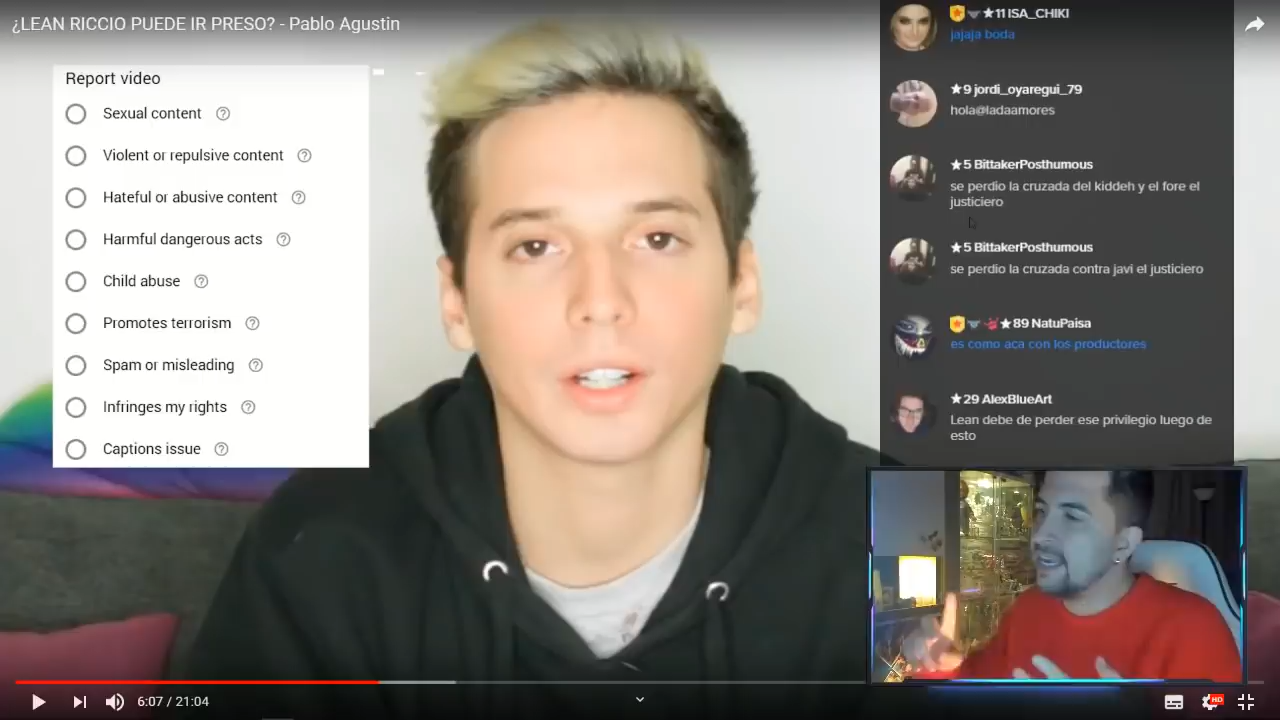 ¿LEAN RICCIO PUEDE IR PRESO? - Pablo Agustin
Report video
Sexual content
Violent or repulsive content
Hateful or abusive content
Harmful dangerous acts
Child abuse
Promotes terrorism
Spam or misleading
Infringes my rights
Captions issue
★11 ISA_CHIKI
jajaja boda
★9 jordi_oyaregui_79
hola@ladaamores
★5 BittakerPosthumous
se perdio la cruzada del kiddeh y el fore el
justiciero
★5 BittakerPosthumous
se perdio la cruzada contra javi el justiciero
★89 NatuPaisa
es como aca con los productores
★29 AlexBlueArt
Lean debe de perder ese privilegio luego de
esto
6:07 / 21:04
HD